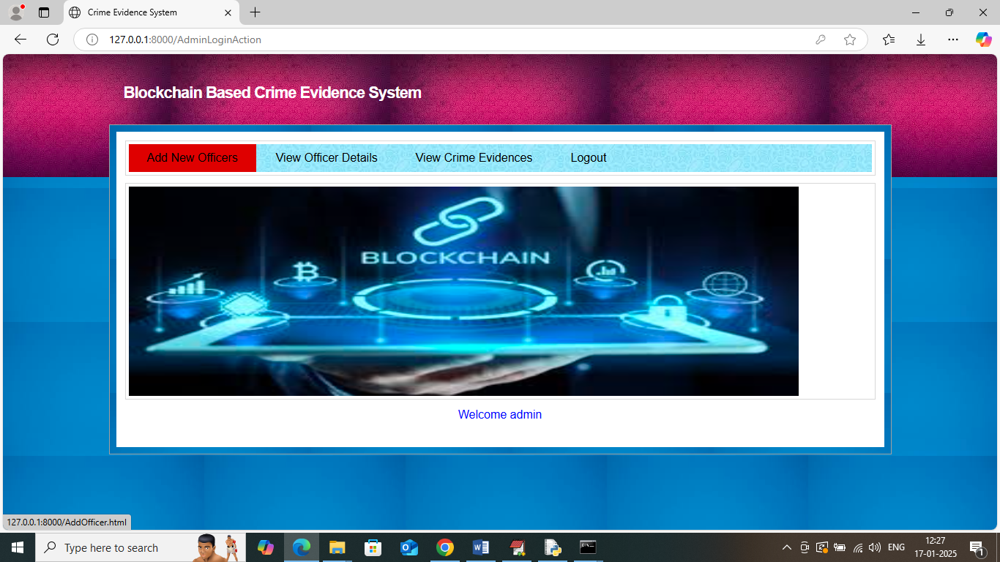 Crime Evidence System
127.0.0.1:8000/AdminLoginAction
Blockchain Based Crime Evidence System
Add New Officers View Officer Details View Crime Evidences Logout
BLOCKCHAIN
Welcome admin
127.0.0.1:8000/AddOfficer.html
Type here to search
ENG
12:27
17-01-2025
1